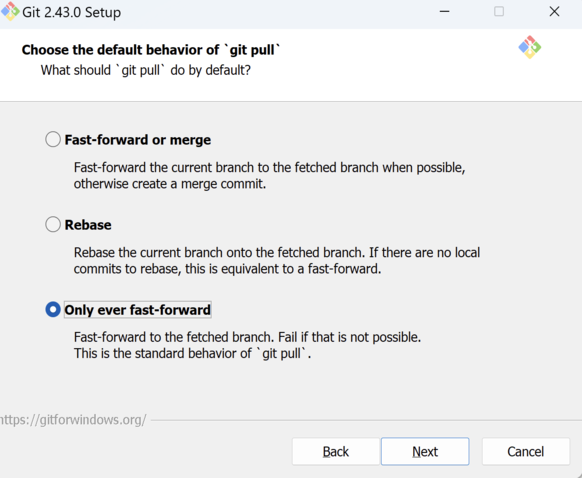 Git 2.43.0 Setup
Choose the default behavior of `git pull`
What should `git pull` do by default?
Fast-forward or merge
Fast-forward the current branch to the fetched branch when possible,
otherwise create a merge commit.
Rebase
Rebase the current branch onto the fetched branch. If there are no local
commits to rebase, this is equivalent to a fast-forward.
Only ever fast-forward
Fast-forward to the fetched branch. Fail if that is not possible.
This is the standard behavior of `git pull`.
https://gitforwindows.org/
Back Next Cancel